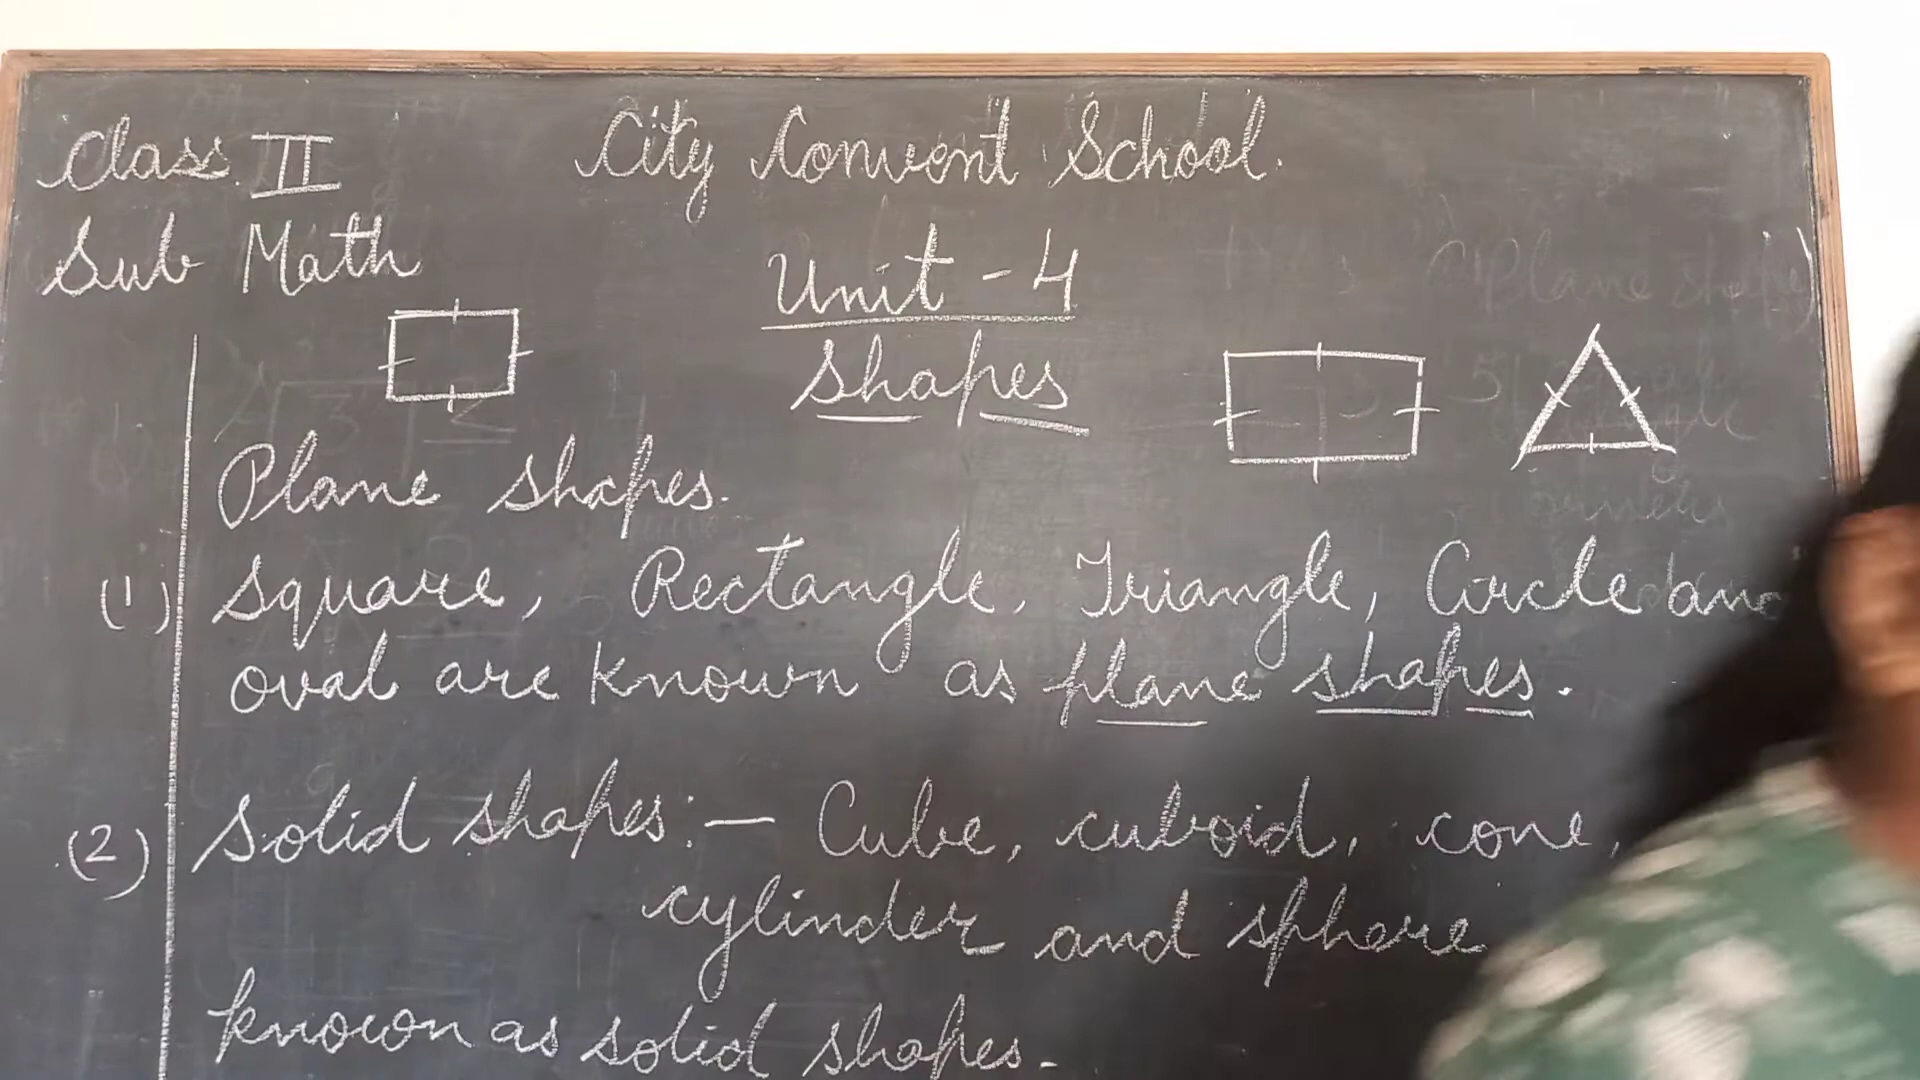 City Convent School.
Class II
Sub Math
Unit - 4
Shapes
Plane shapes.
(1) Square, Rectangle, Triangle, Circle and
oval are known as plane shapes.
(2) Solid shapes :- Cube, cuboid, cone,
cylinder and sphere
known as solid shapes.